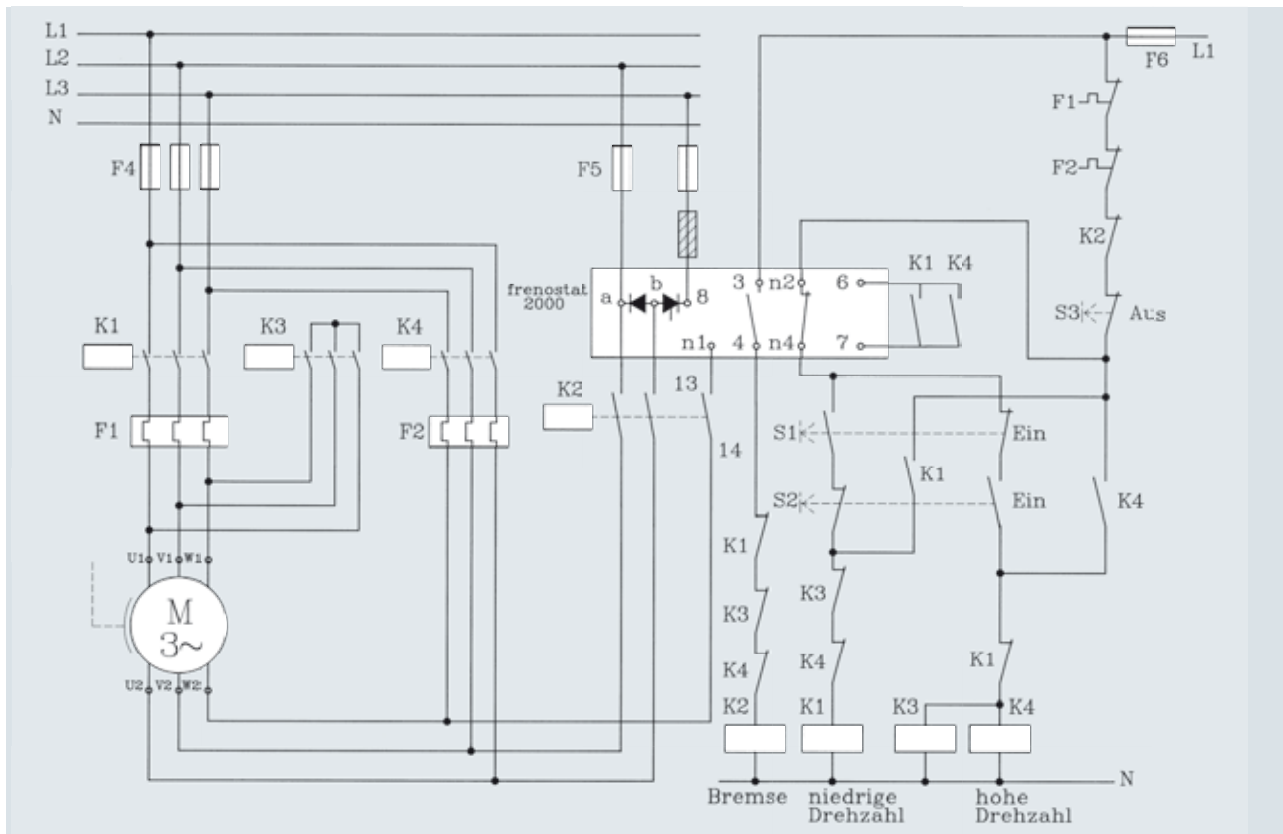 L1
L2
L3
N
F6
L1
F1
F2
K2
S3
Aus
F4
F5
frenostat
2000
a
b
8
3
n2
6
n1
4
n4
7
K1
K4
K1
K3
K4
K2
13
14
F1
F2
S1
Ein
S2
Ein
K1
K4
U1
V1
W1
M
3~
U2
V2
W2
K1
K3
K4
K3
K4
K1
K2
K1
K3
K4
N
Bremse
niedrige
Drehzahl
hohe
Drehzahl